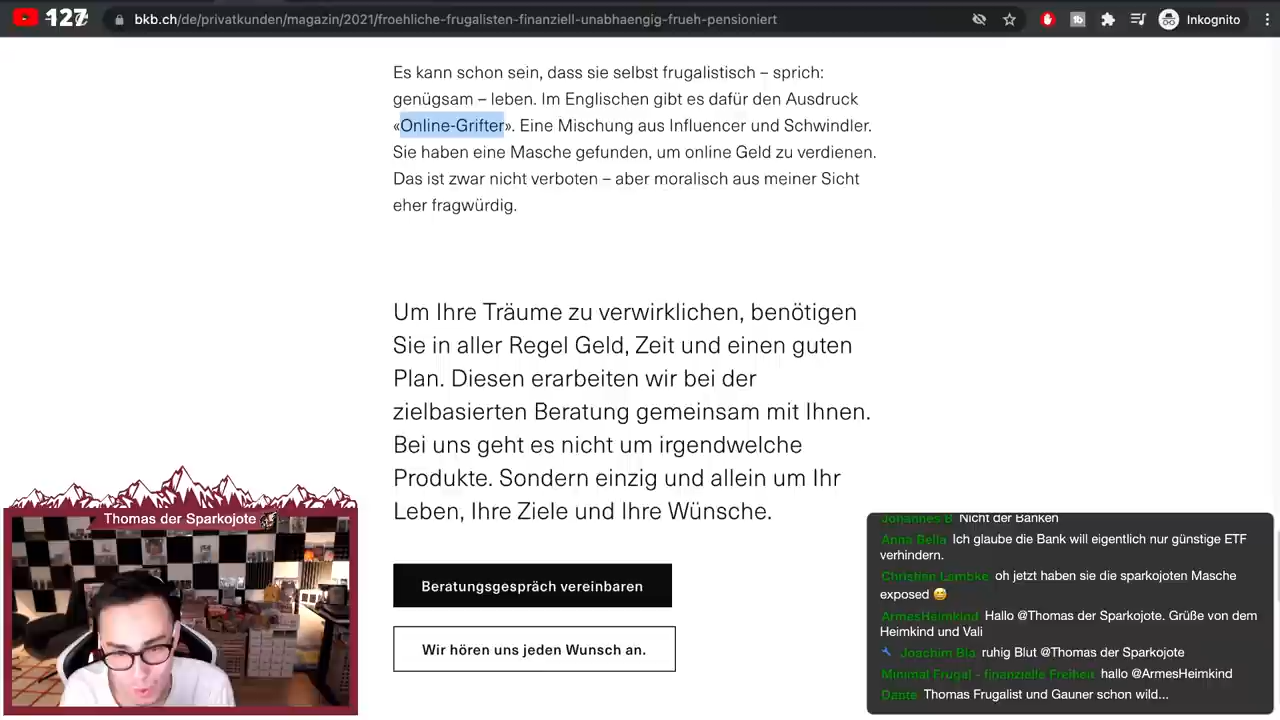 127
bkb.ch/de/privatkunden/magazin/2021/froehliche-frugalisten-finanziell-unabhaengig-frueh-pensioniert
Inkognito
Es kann schon sein, dass sie selbst frugalistisch – sprich:
genügsam – leben. Im Englischen gibt es dafür den Ausdruck
«Online-Grifter». Eine Mischung aus Influencer und Schwindler.
Sie haben eine Masche gefunden, um online Geld zu verdienen.
Das ist zwar nicht verboten – aber moralisch aus meiner Sicht
eher fragwürdig.
Um Ihre Träume zu verwirklichen, benötigen
Sie in aller Regel Geld, Zeit und einen guten
Plan. Diesen erarbeiten wir bei der
zielbasierten Beratung gemeinsam mit Ihnen.
Bei uns geht es nicht um irgendwelche
Produkte. Sondern einzig und allein um Ihr
Leben, Ihre Ziele und Ihre Wünsche.
Beratungsgespräch vereinbaren
Wir hören uns jeden Wunsch an.
Thomas der Sparkojote
Johannes B Nicht der Banken
Anna Bella Ich glaube die Bank will eigentlich nur günstige ETF
verhindern.
Christian Lambke oh jetzt haben sie die sparkojoten Masche
exposed 😅
ArmesHeimkind Hallo @Thomas der Sparkojote. Grüße von dem
Heimkind und Vali
Joachim Bla ruhig Blut @Thomas der Sparkojote
Minimal Frugal - finanzielle Freiheit hallo @ArmesHeimkind
Dante Thomas Frugalist und Gauner schon wild...